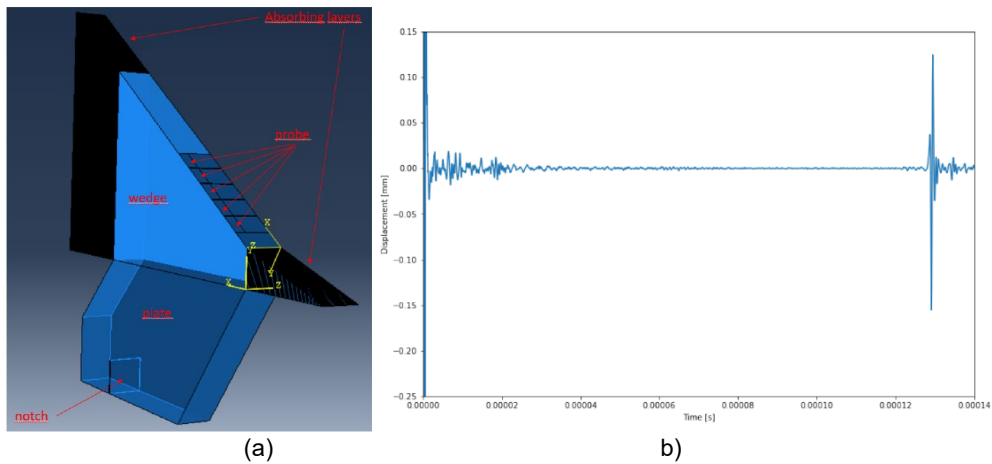 Absorbing layers
probe
wedge
X
Z
Y
Y
X
Z
plate
notch
(a)
0.15
0.10
0.05
0.00
-0.05
-0.10
-0.15
-0.20
-0.25
Displacement [mm]
0.00000 0.00002 0.00004 0.00006 0.00008 0.00010 0.00012 0.00014
Time [s]
b)